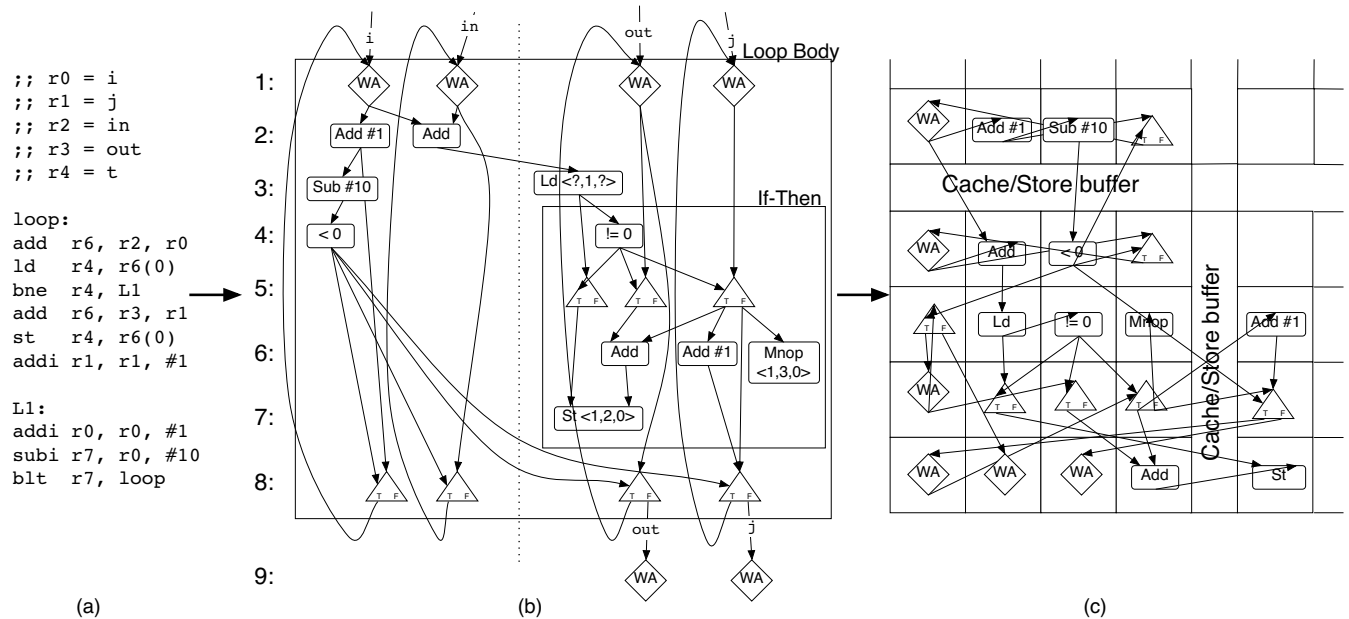 ;; r0 = i
;; r1 = j
;; r2 = in
;; r3 = out
;; r4 = t
loop:
add r6, r2, r0
ld r4, r6(0)
bne r4, L1
add r6, r3, r1
st r4, r6(0)
addi r1, r1, #1
L1:
addi r0, r0, #1
subi r7, r0, #10
blt r7, loop
(a)
i in out j
Loop Body
1: WA WA WA WA
2: Add #1 Add
3: Sub #10 Ld <?,1,?>
If-Then
4: < 0 != 0
5: T F T F T F
6: Add Add #1 Mnop
<1,3,0>
7: St <1,2,0>
8: T F T F T F T F
out j
9: WA WA
(b)
WA Add #1 Sub #10 T F
Cache/Store buffer
WA Add < 0 T F
T F Ld != 0 Mnop Add #1
Cache/Store buffer
WA T F T F T F T F
WA WA WA Add St
(c)